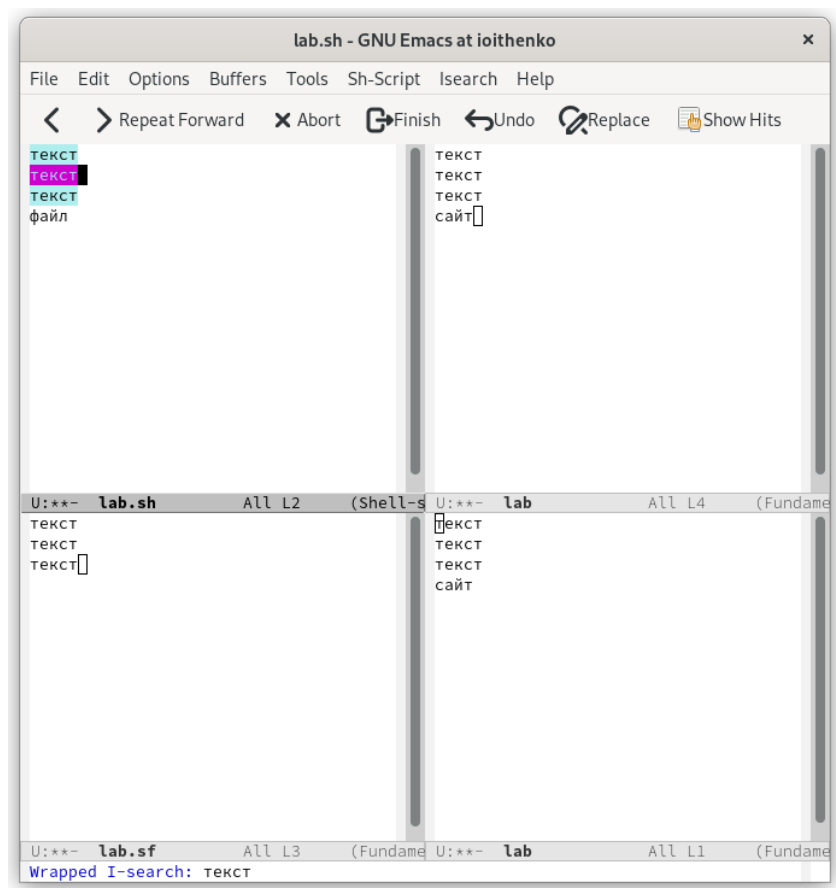 lab.sh - GNU Emacs at ioithenko
File Edit Options Buffers Tools Sh-Script Isearch Help
Repeat Forward Abort Finish Undo Replace Show Hits
текст
текст
текст
файл
U:**- lab.sh All L2 (Shell-s
текст
текст
текст
сайт
U:**- lab All L4 (Fundame
текст
текст
текст
U:**- lab.sf All L3 (Fundame
текст
текст
текст
сайт
U:**- lab All L1 (Fundame
Wrapped I-search: текст